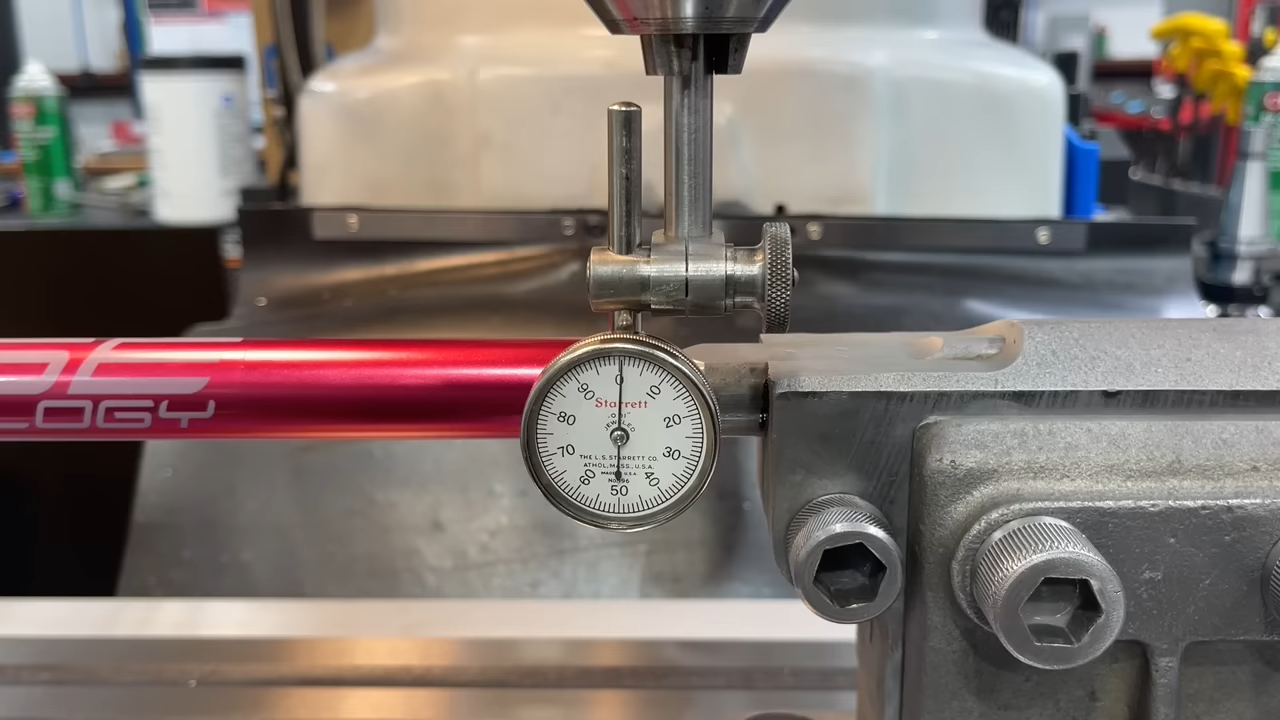 LOGY
0
10
20
30
40
50
60
70
80
90
Starrett
.001"
JEWELED
THE L.S. STARRETT CO.
ATHOL, MASS., U.S.A.